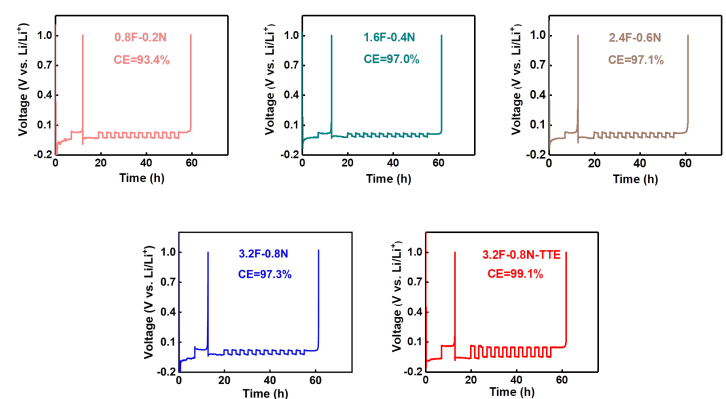 0.8F-0.2N
CE=93.4%
Voltage (V vs. Li/Li⁺)
1.0
0.7
0.4
0.1
-0.2
0 20 40 60
Time (h)
1.6F-0.4N
CE=97.0%
Voltage (V vs. Li/Li⁺)
1.0
0.7
0.4
0.1
-0.2
0 20 40 60
Time (h)
2.4F-0.6N
CE=97.1%
Voltage (V vs. Li/Li⁺)
1.0
0.7
0.4
0.1
-0.2
0 20 40 60
Time (h)
3.2F-0.8N
CE=97.3%
Voltage (V vs. Li/Li⁺)
1.0
0.7
0.4
0.1
-0.2
0 20 40 60
Time (h)
3.2F-0.8N-TTE
CE=99.1%
Voltage (V vs. Li/Li⁺)
1.0
0.7
0.4
0.1
-0.2
0 20 40 60
Time (h)